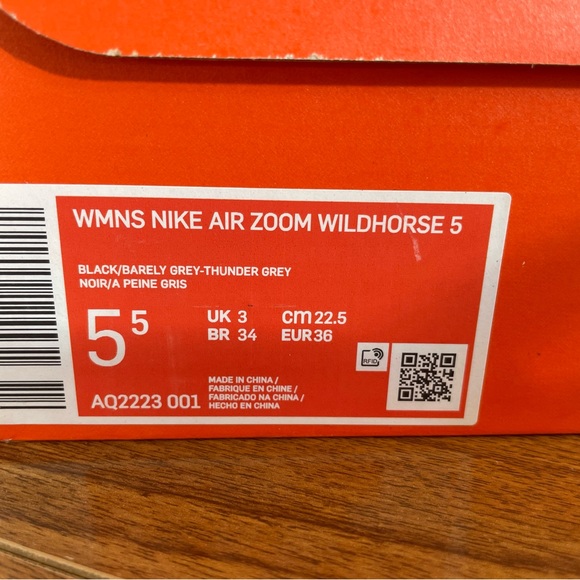 WMNS NIKE AIR ZOOM WILDHORSE 5
BLACK/BARELY GREY-THUNDER GREY
NOIR/A PEINE GRIS
5 5
UK 3 cm 22.5
BR 34 EUR 36
RFID
AQ2223 001
MADE IN CHINA /
FABRIQUE EN CHINE /
FABRICADO NA CHINA /
HECHO EN CHINA